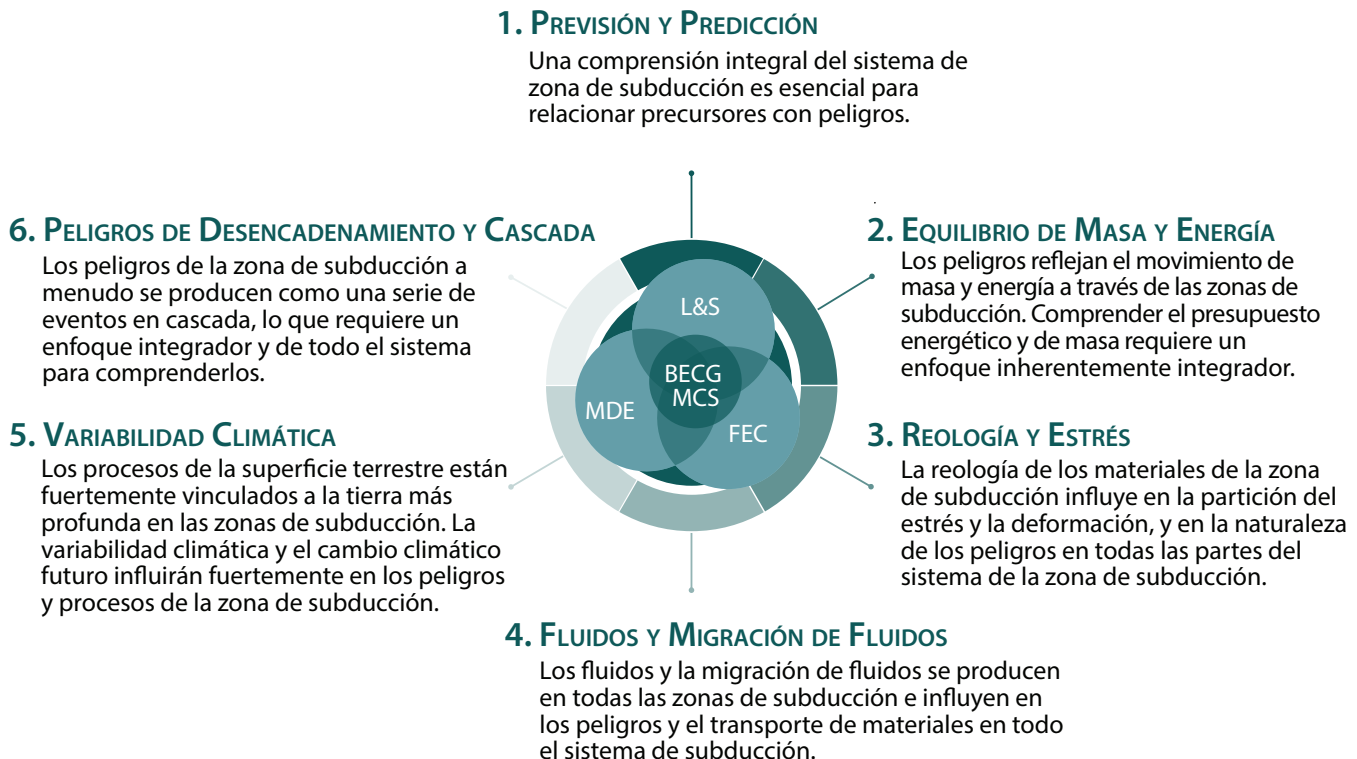 1. Previsión y Predicción
Una comprensión integral del sistema de
zona de subducción es esencial para
relacionar precursores con peligros.
2. Equilibrio de Masa y Energía
Los peligros reflejan el movimiento de
masa y energía a través de las zonas de
subducción. Comprender el presupuesto
energético y de masa requiere un
enfoque inherentemente integrador.
3. Reología y Estrés
La reología de los materiales de la zona
de subducción influye en la partición del
estrés y la deformación, y en la naturaleza
de los peligros en todas las partes del
sistema de la zona de subducción.
4. Fluidos y Migración de Fluidos
Los fluidos y la migración de fluidos se producen
en todas las zonas de subducción e influyen en
los peligros y el transporte de materiales en todo
el sistema de subducción.
5. Variabilidad Climática
Los procesos de la superficie terrestre están
fuertemente vinculados a la tierra más
profunda en las zonas de subducción. La
variabilidad climática y el cambio climático
futuro influirán fuertemente en los peligros
y procesos de la zona de subducción.
6. Peligros de Desencadenamiento y Cascada
Los peligros de la zona de subducción a
menudo se producen como una serie de
eventos en cascada, lo que requiere un
enfoque integrador y de todo el sistema
para comprenderlos.
L&S
BECG
MCS
MDE
FEC